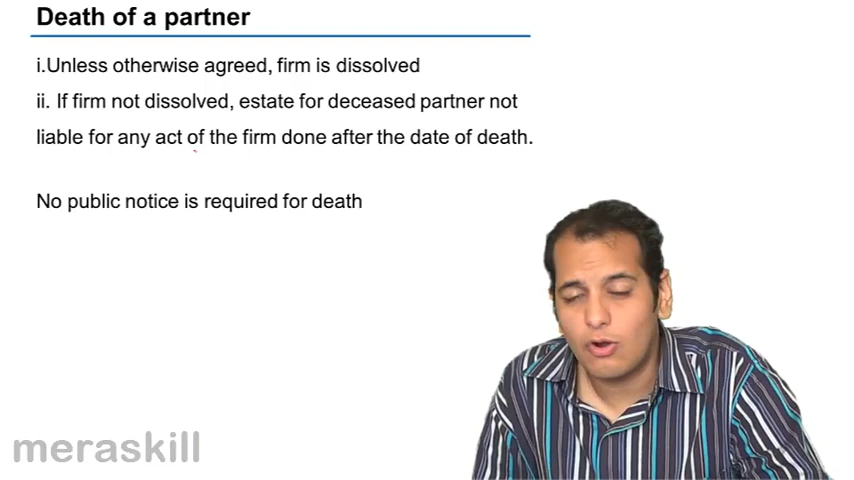 Death of a partner
i.Unless otherwise agreed, firm is dissolved
ii. If firm not dissolved, estate for deceased partner not
liable for any act of the firm done after the date of death.
No public notice is required for death
meraskill